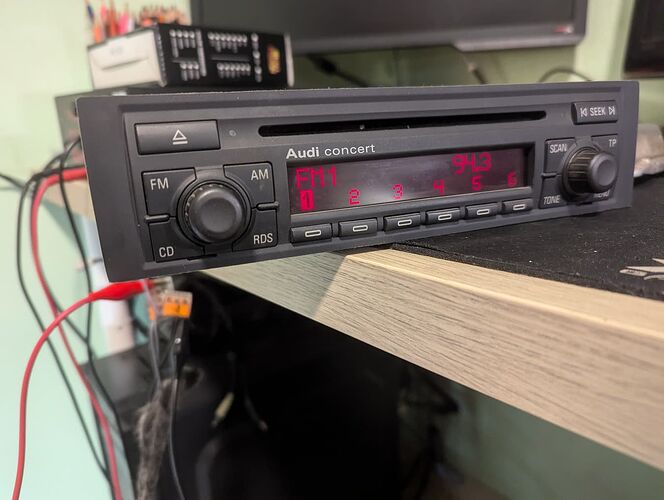 SEEK
Audi concert
SCAN
TP
FM
AM
FM1
94.3
1 2 3 4 5 6
CD
RDS
TONE
MENU